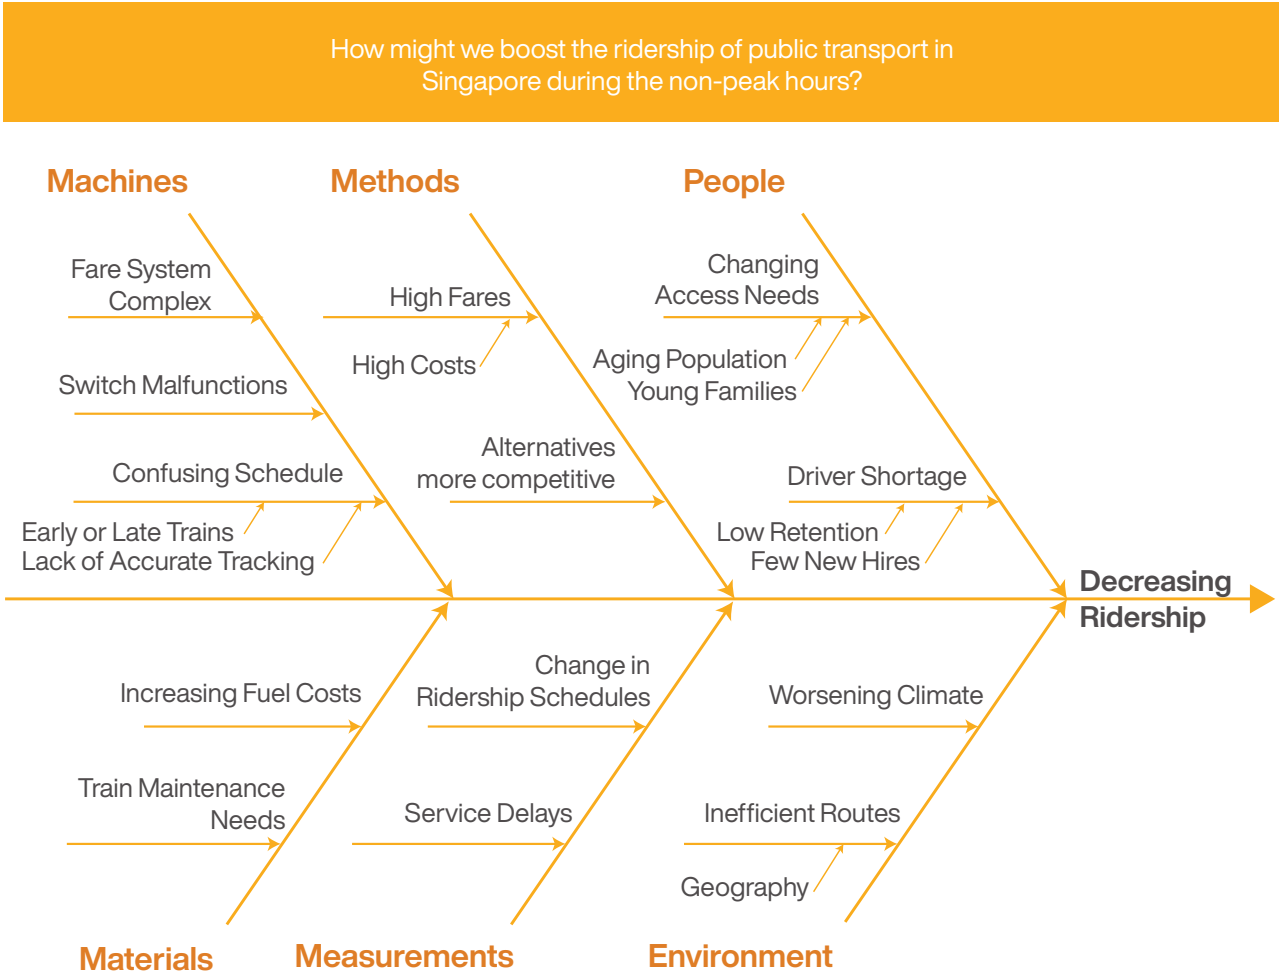 How might we boost the ridership of public transport in
Singapore during the non-peak hours?
Machines
Methods
People
Fare System
Complex
Switch Malfunctions
Confusing Schedule
Early or Late Trains
Lack of Accurate Tracking
High Fares
High Costs
Alternatives
more competitive
Changing
Access Needs
Aging Population
Young Families
Driver Shortage
Low Retention
Few New Hires
Decreasing
Ridership
Increasing Fuel Costs
Train Maintenance
Needs
Change in
Ridership Schedules
Service Delays
Worsening Climate
Inefficient Routes
Geography
Materials
Measurements
Environment